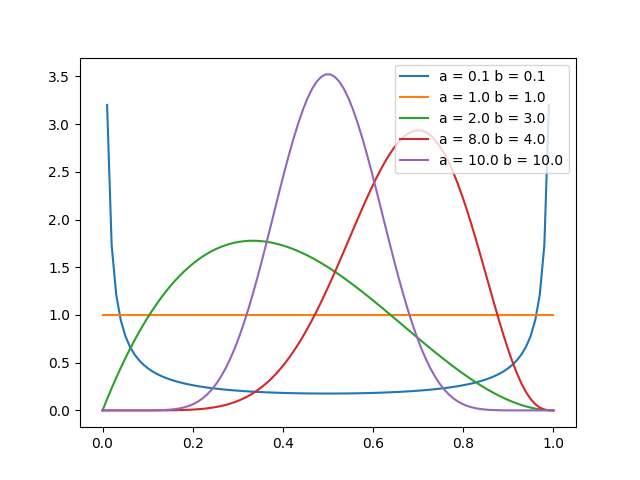 3.5
3.0
2.5
2.0
1.5
1.0
0.5
0.0
0.0 0.2 0.4 0.6 0.8 1.0
a = 0.1 b = 0.1
a = 1.0 b = 1.0
a = 2.0 b = 3.0
a = 8.0 b = 4.0
a = 10.0 b = 10.0